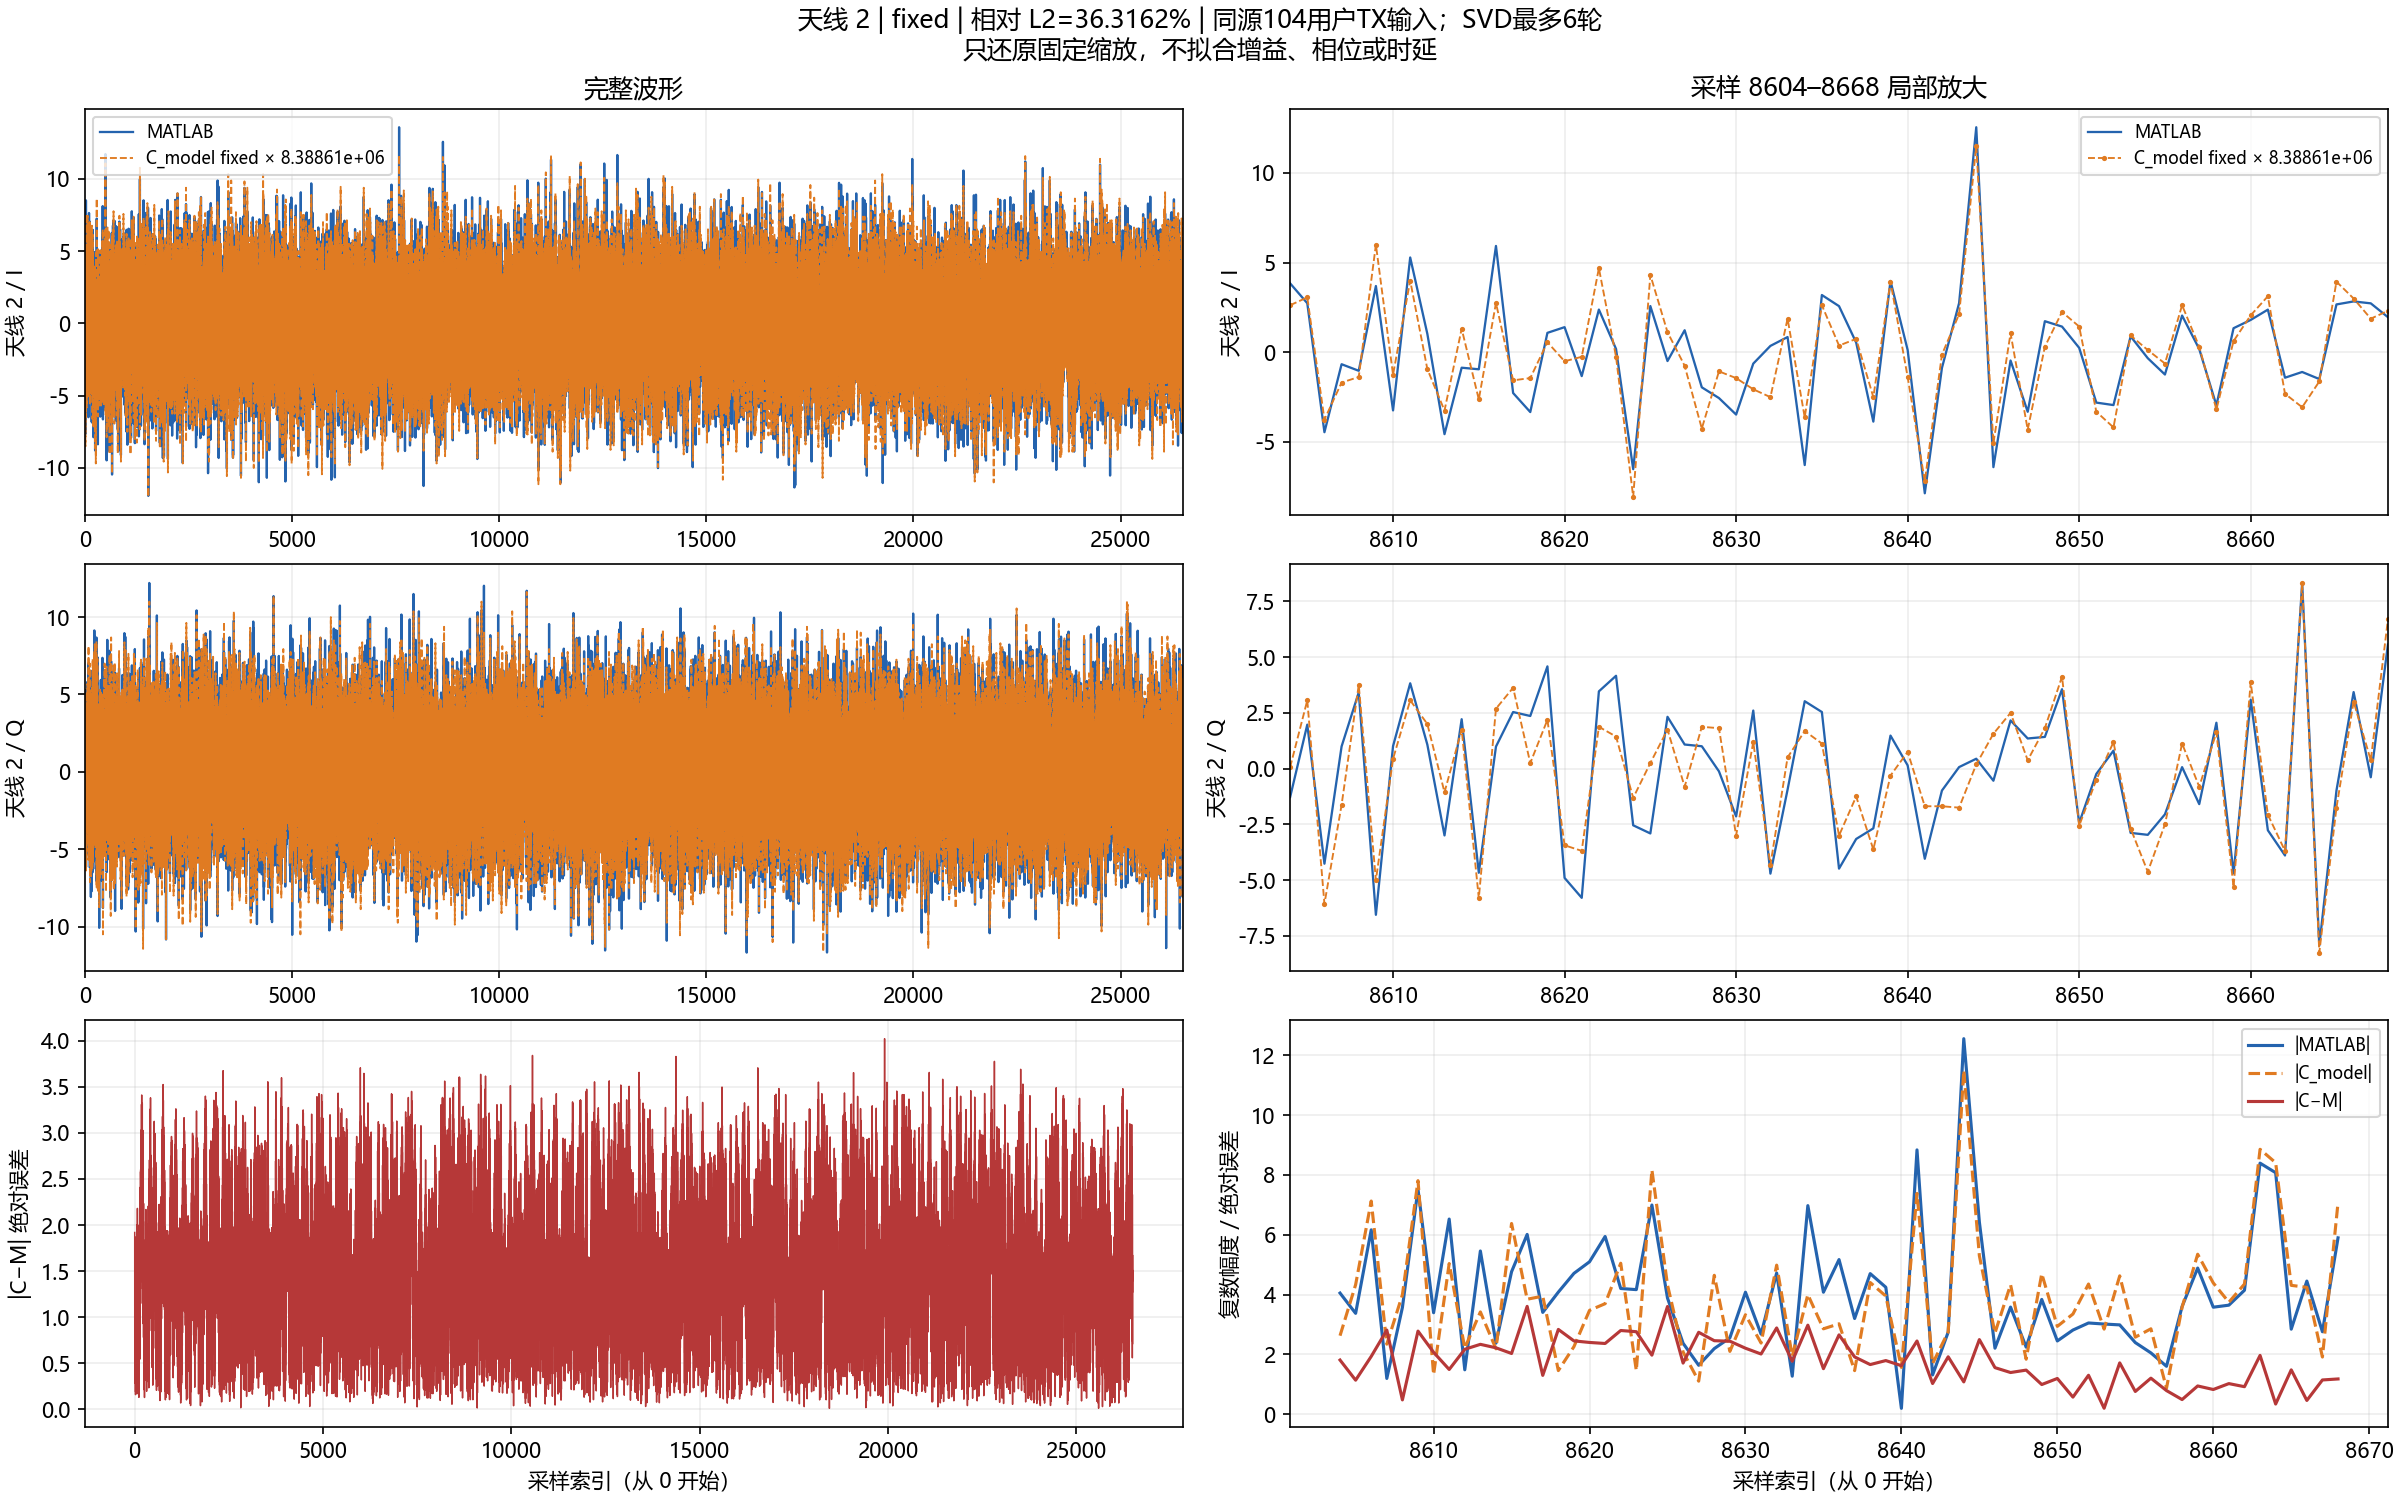 天线 2 | fixed | 相对 L2=36.3162% | 同源104用户TX输入；SVD最多6轮
只还原固定缩放，不拟合增益、相位或时延
完整波形
MATLAB
C_model fixed × 8.38861e+06
天线 2 / I
10
5
0
-5
-10
0 5000 10000 15000 20000 25000
采样 8604–8668 局部放大
MATLAB
C_model fixed × 8.38861e+06
天线 2 / I
10
5
0
-5
8610 8620 8630 8640 8650 8660
天线 2 / Q
10
5
0
-5
-10
0 5000 10000 15000 20000 25000
天线 2 / Q
7.5
5.0
2.5
0.0
-2.5
-5.0
-7.5
8610 8620 8630 8640 8650 8660
|C−M| 绝对误差
4.0
3.5
3.0
2.5
2.0
1.5
1.0
0.5
0.0
0 5000 10000 15000 20000 25000
采样索引（从 0 开始）
|MATLAB|
|C_model|
|C−M|
复数幅度 / 绝对误差
12
10
8
6
4
2
0
8610 8620 8630 8640 8650 8660 8670
采样索引（从 0 开始）